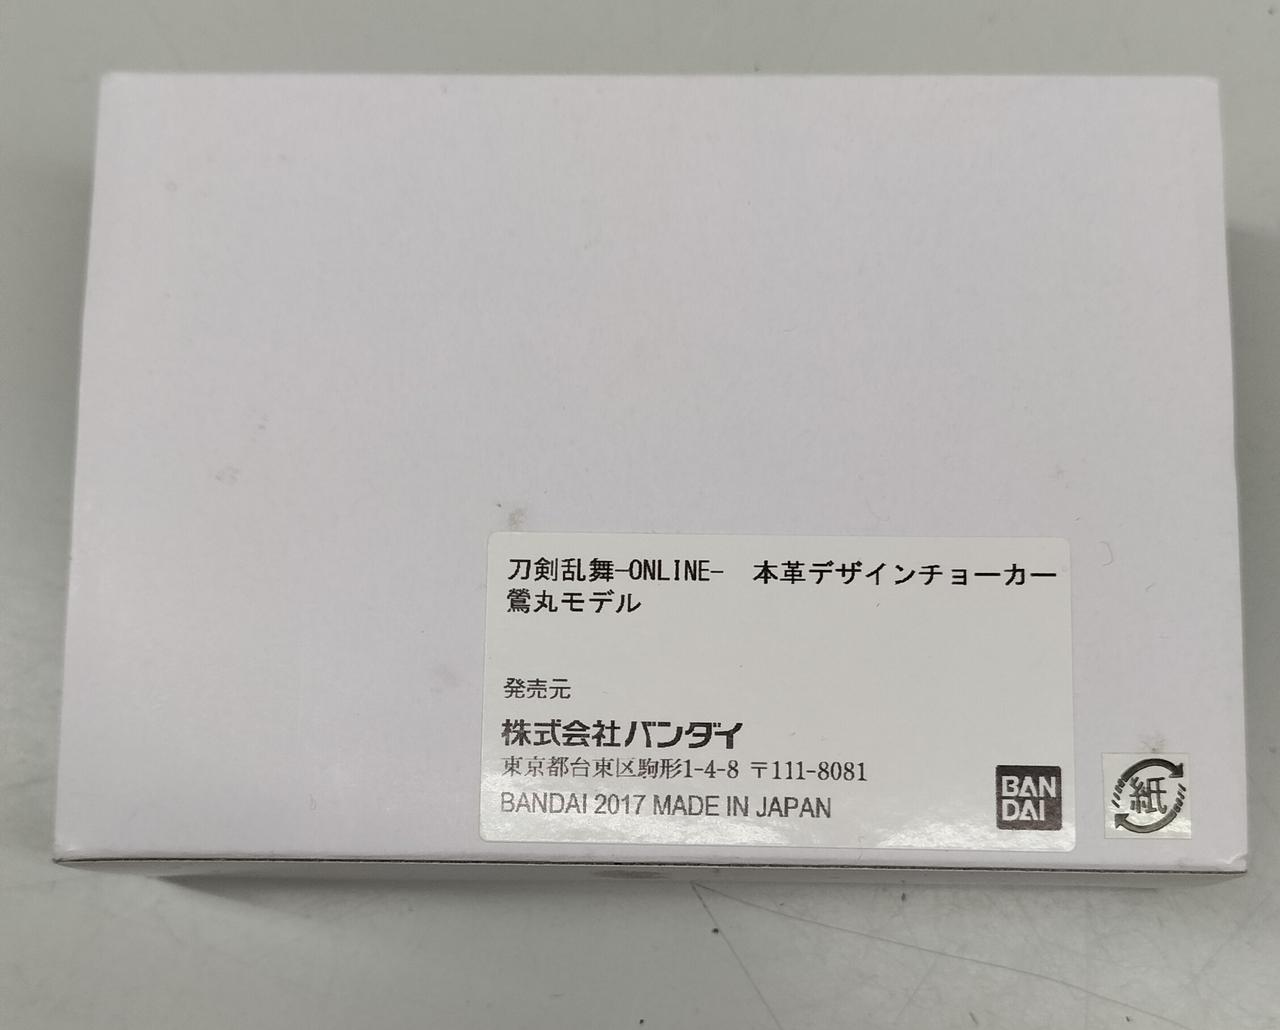 刀剣乱舞-ONLINE-　本革デザインチョーカー
鶯丸モデル
発売元
株式会社バンダイ
東京都台東区駒形1-4-8 〒111-8081
BANDAI 2017 MADE IN JAPAN
BAN
DAI
紙